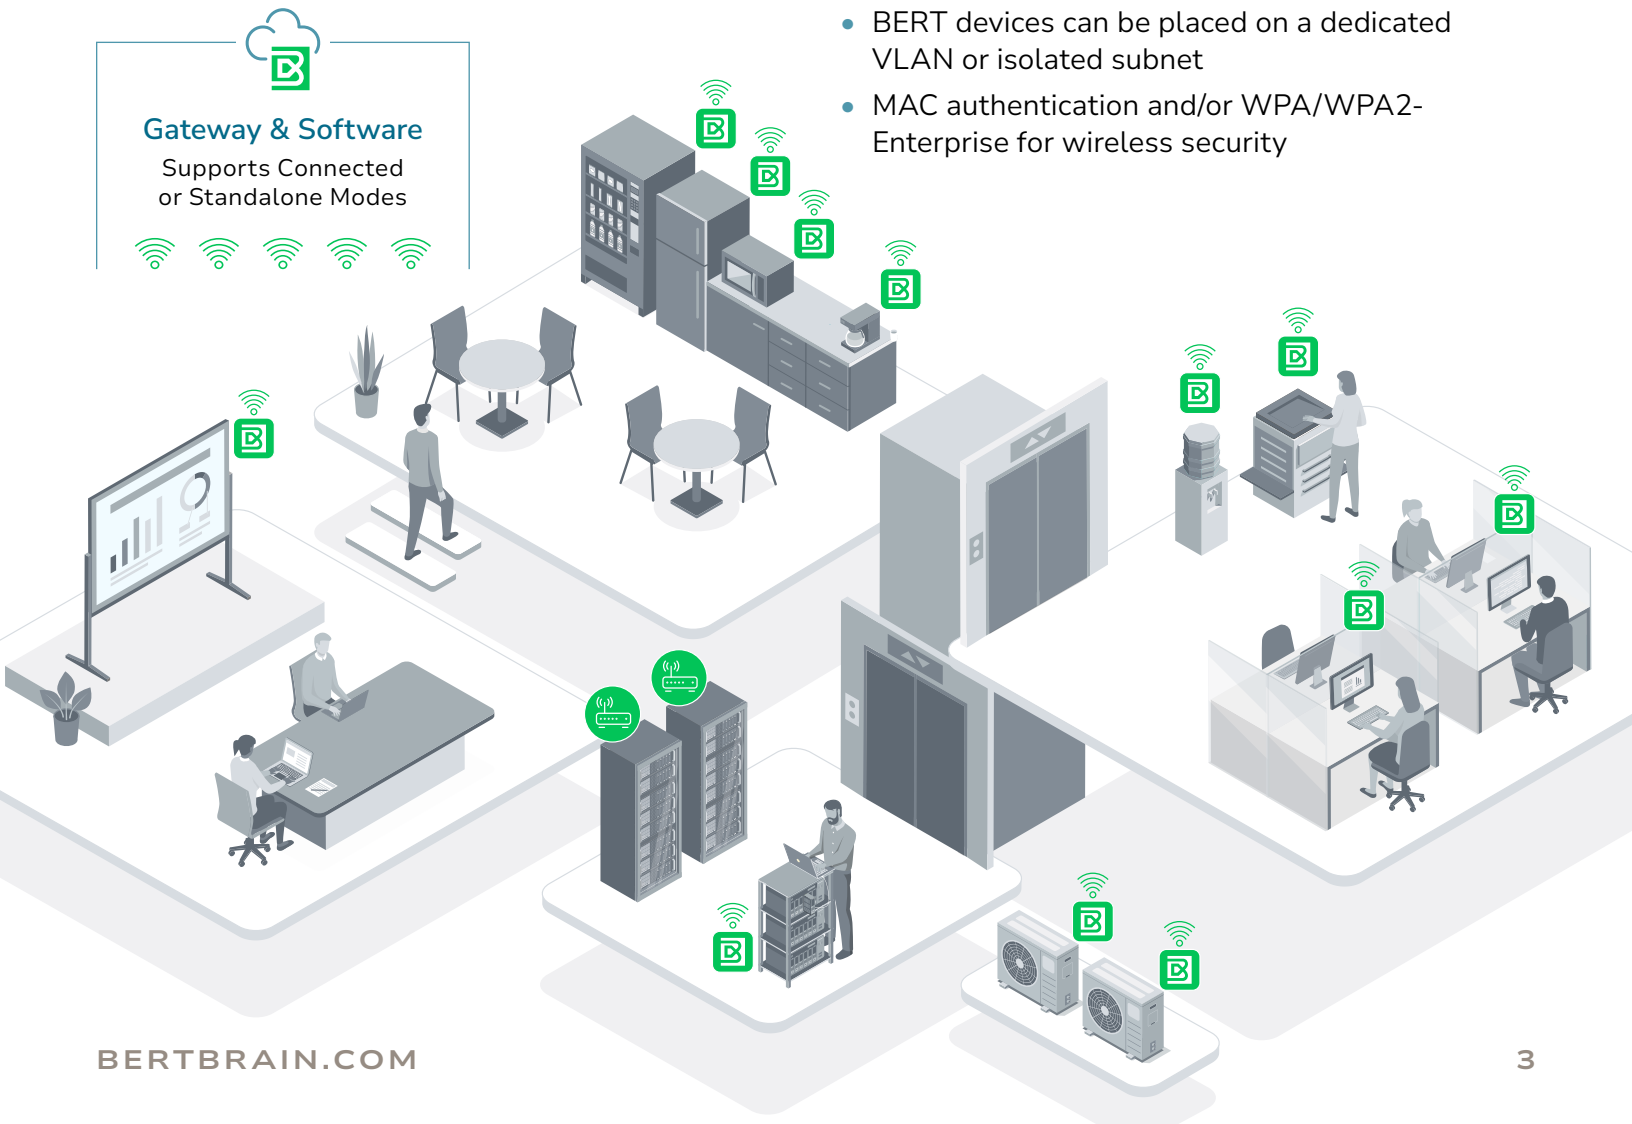 Gateway & Software
Supports Connected
or Standalone Modes
• BERT devices can be placed on a dedicated
VLAN or isolated subnet
• MAC authentication and/or WPA/WPA2-
Enterprise for wireless security
BERTBRAIN.COM
3